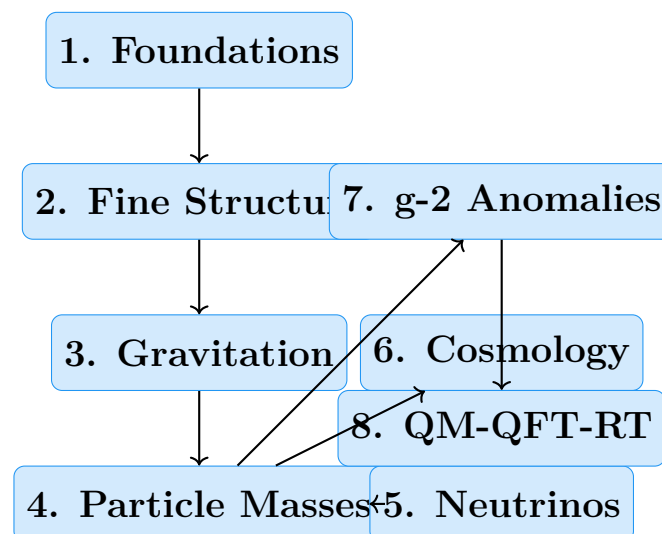 1. Foundations
2. Fine Structu
7. g-2 Anomalies
3. Gravitation
6. Cosmology
8. QM-QFT-RT
4. Particle Masses
5. Neutrinos